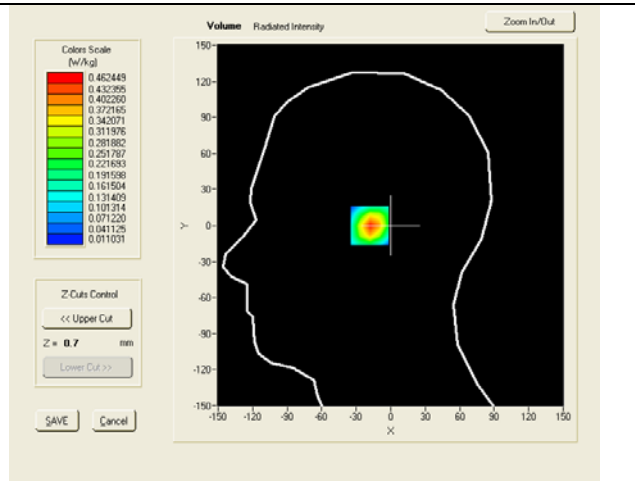 Volume Radiated Intensity
Zoom In/Out
Colors Scale
(W/kg)
0.462449
0.432355
0.402260
0.372165
0.342071
0.311976
0.281882
0.251787
0.221693
0.191598
0.161504
0.131409
0.101314
0.071220
0.041125
0.011031
Z-Cuts Control
<< Upper Cut
Z = 0.7 mm
Lower Cut >>
SAVE Cancel
150
120
90
60
30
0
-30
-60
-90
-120
-150
Y
-150 -120 -90 -60 -30 0 30 60 90 120 150
X